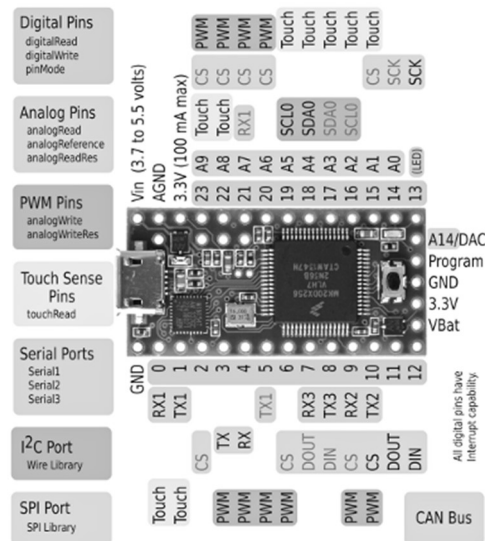 Digital Pins
digitalRead
digitalWrite
pinMode
Analog Pins
analogRead
analogReference
analogReadRes
PWM Pins
analogWrite
analogWriteRes
Touch Sense
Pins
touchRead
Serial Ports
Serial1
Serial2
Serial3
I²C Port
Wire Library
SPI Port
SPI Library
PWM PWM PWM PWM Touch Touch Touch Touch Touch
CS CS CS CS CS SCK SCK
Touch Touch RX1 SCL0 SDA0 SDA0 SCL0
Vin (3.7 to 5.5 volts)
AGND
3.3V (100 mA max)
A9 A8 A7 A6 A5 A4 A3 A2 A1 A0 (LED)
23 22 21 20 19 18 17 16 15 14 13
A14/DAC
Program
GND
3.3V
VBat
GND 0 1 2 3 4 5 6 7 8 9 10 11 12
RX1 TX1 TX1 RX3 TX3 RX2 TX2
TX RX
CS CS DOUT DIN CS CS DOUT DIN
Touch Touch PWM PWM PWM PWM PWM PWM
All digital pins have
Interrupt capability.
CAN Bus